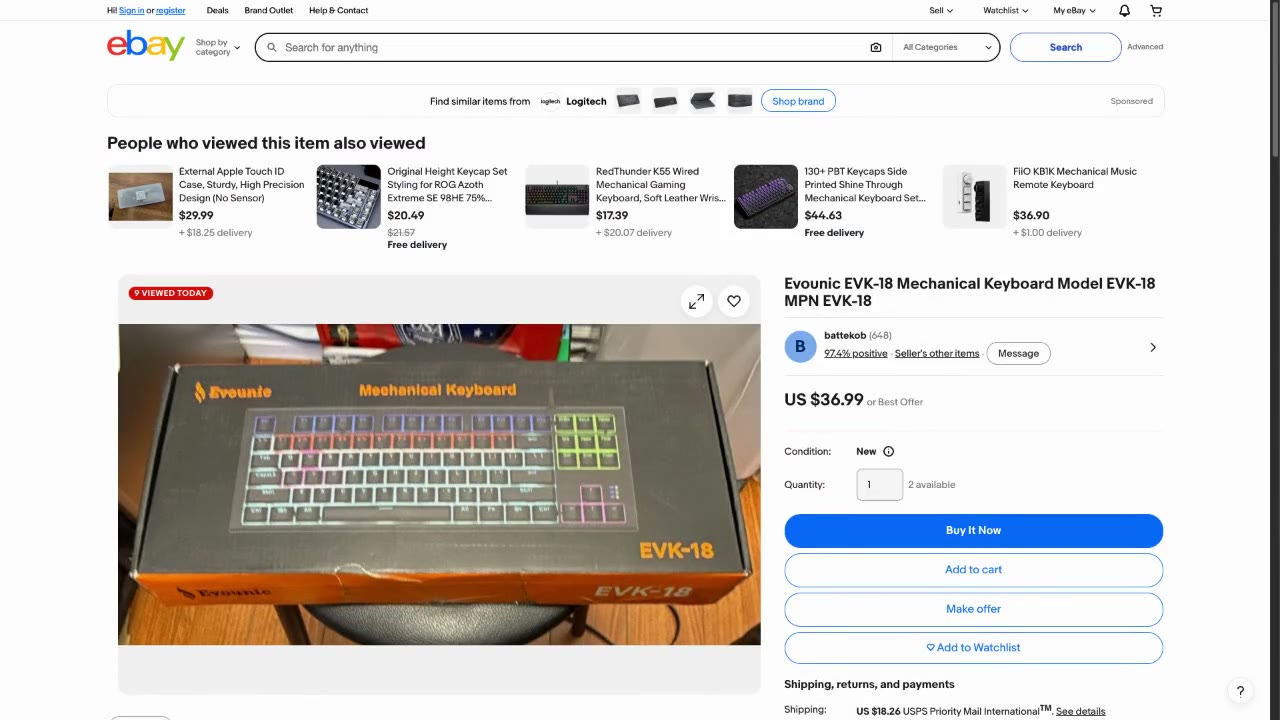 Hi! Sign in or register
Deals
Brand Outlet
Help & Contact
Sell
Watchlist
My eBay
ebay
Shop by
category
Search for anything
All Categories
Search
Advanced
Find similar items from
logitech
Logitech
Shop brand
Sponsored
People who viewed this item also viewed
External Apple Touch ID
Case, Sturdy, High Precision
Design (No Sensor)
$29.99
+ $18.25 delivery
Original Height Keycap Set
Styling for ROG Azoth
Extreme SE 98HE 75%...
$20.49
$21.57
Free delivery
RedThunder K55 Wired
Mechanical Gaming
Keyboard, Soft Leather Wris...
$17.39
+ $20.07 delivery
130+ PBT Keycaps Side
Printed Shine Through
Mechanical Keyboard Set...
$44.63
Free delivery
FiiO KB1K Mechanical Music
Remote Keyboard
$36.90
+ $1.00 delivery
9 VIEWED TODAY
Evounic
Mechanical Keyboard
EVK-18
Evounic
EVK-18
Evounic EVK-18 Mechanical Keyboard Model EVK-18
MPN EVK-18
B
battekob (648)
97.4% positive · Seller's other items · Message
US $36.99 or Best Offer
Condition:
New
Quantity:
1
2 available
Buy It Now
Add to cart
Make offer
Add to Watchlist
Shipping, returns, and payments
Shipping:
US $18.26 USPS Priority Mail International™. See details
?